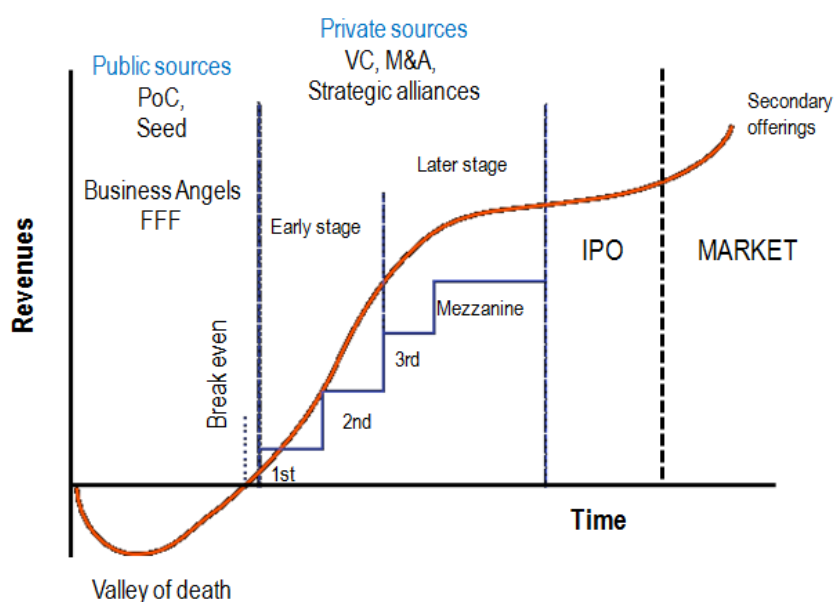 Public sources
PoC,
Seed
Business Angels
FFF
Private sources
VC, M&A,
Strategic alliances
Secondary
offerings
Later stage
Early stage
IPO
MARKET
Mezzanine
3rd
2nd
1st
Break even
Revenues
Time
Valley of death